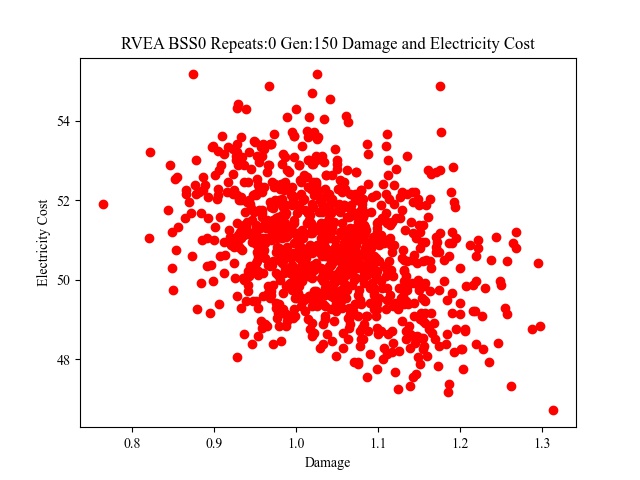 RVEA BSS0 Repeats:0 Gen:150 Damage and Electricity Cost
54
52
50
48
Electricity Cost
0.8 0.9 1.0 1.1 1.2 1.3
Damage